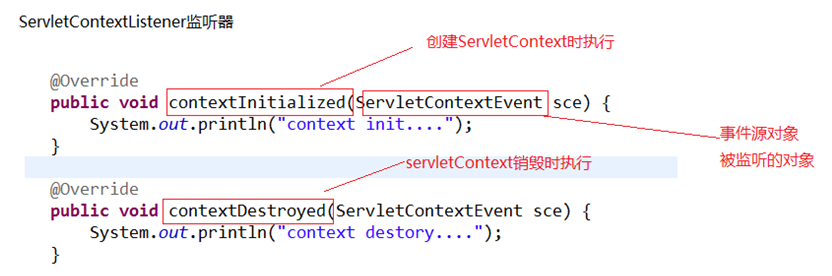 ServletContextListener监听器
创建ServletContext时执行
@Override
public void contextInitialized(ServletContextEvent sce) {
System.out.println("context init....");
}
事件源对象
被监听的对象
servletContext销毁时执行
@Override
public void contextDestroyed(ServletContextEvent sce) {
System.out.println("context destory....");
}